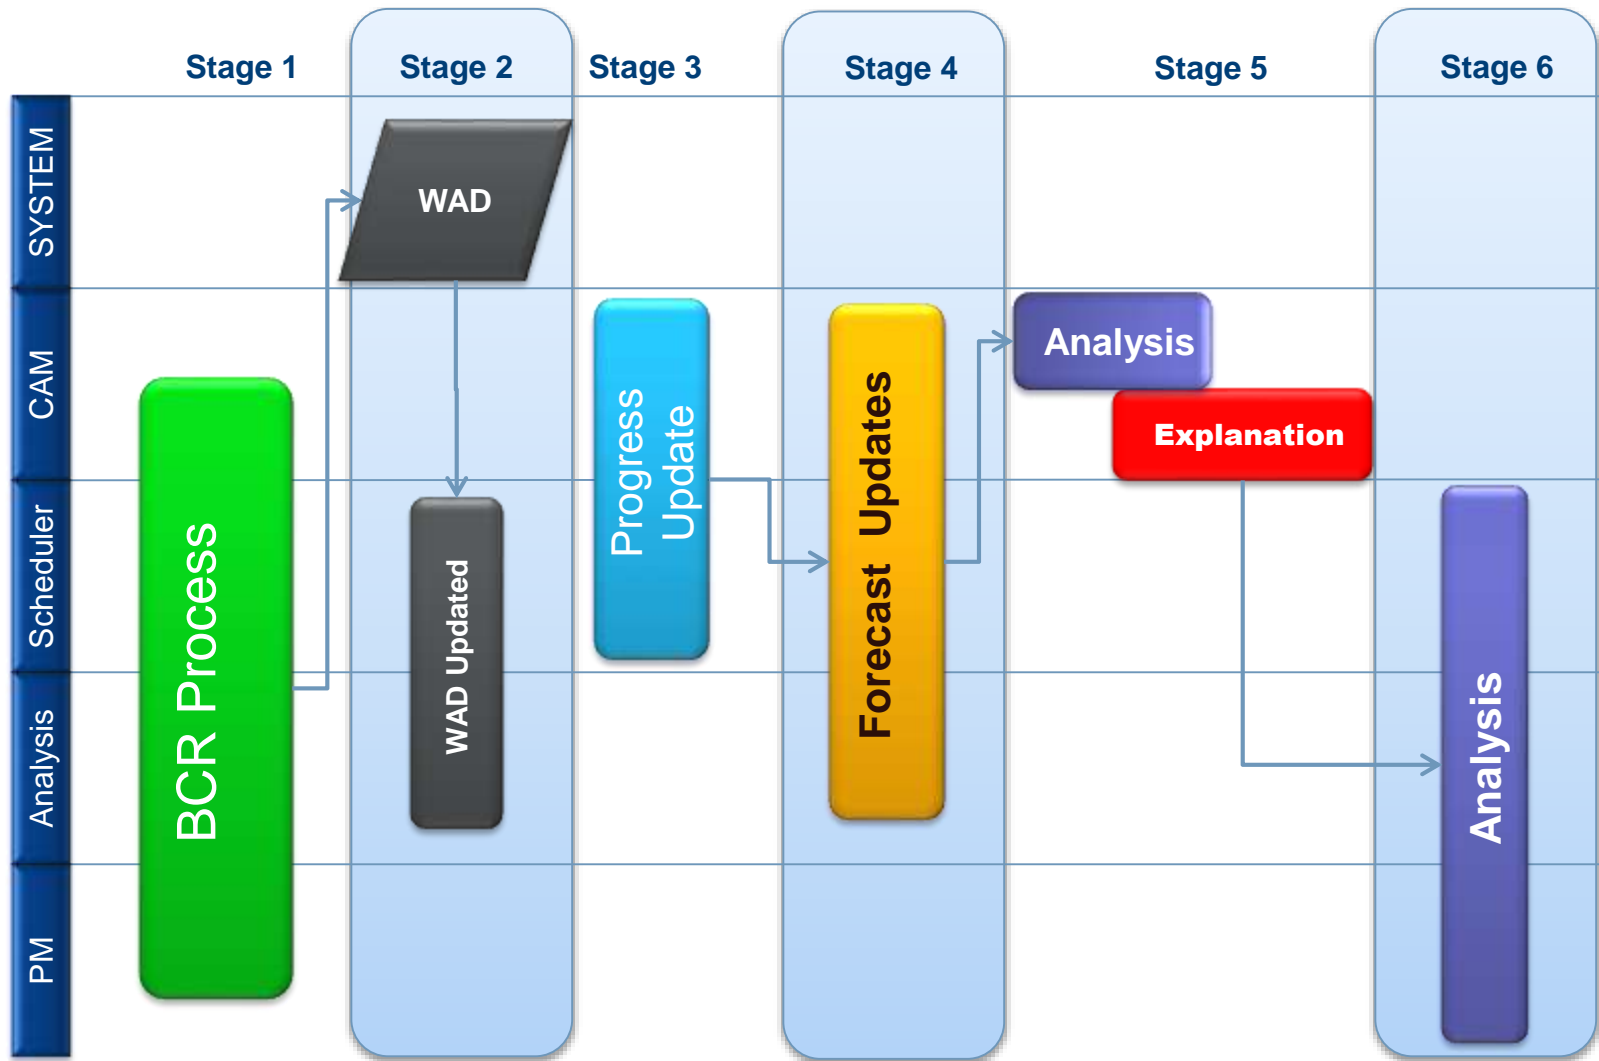 Stage 1
Stage 2
Stage 3
Stage 4
Stage 5
Stage 6
SYSTEM
CAM
Scheduler
Analysis
PM
BCR Process
WAD
WAD Updated
Progress
Update
Forecast Updates
Analysis
Explanation
Analysis